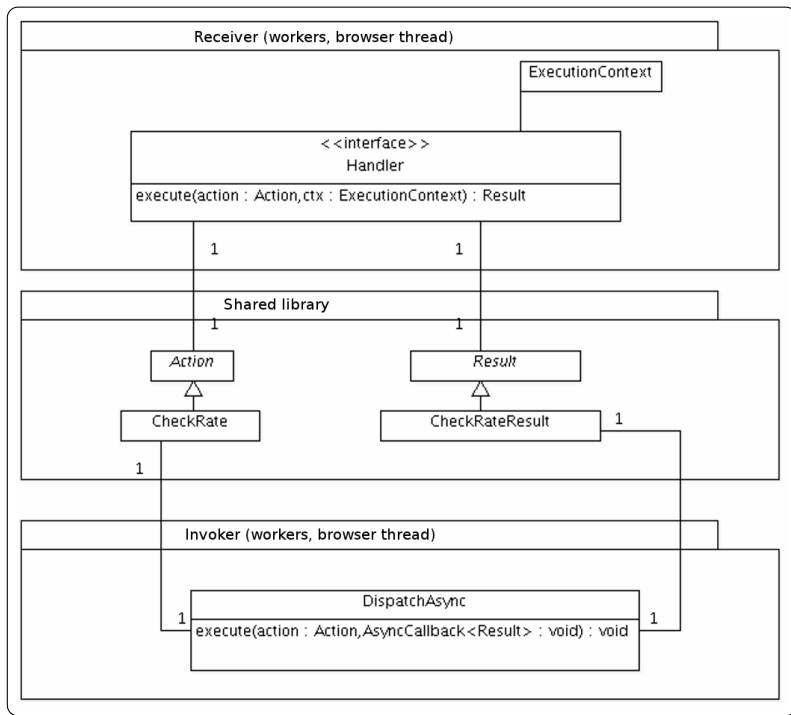 Receiver (workers, browser thread)
ExecutionContext
<<interface>>
Handler
execute(action : Action,ctx : ExecutionContext) : Result
1
1
Shared library
1
1
Action
Result
CheckRate
CheckRateResult
1
1
Invoker (workers, browser thread)
DispatchAsync
1
1
execute(action : Action,AsyncCallback<Result> : void) : void